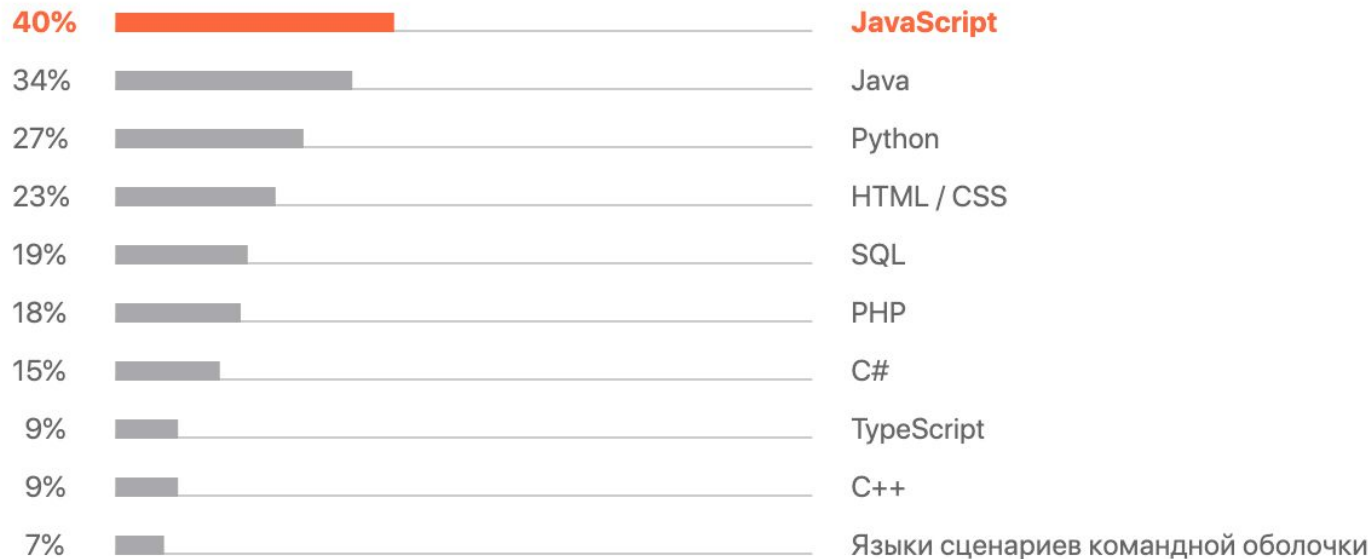 40% JavaScript
34% Java
27% Python
23% HTML / CSS
19% SQL
18% PHP
15% C#
9% TypeScript
9% C++
7% Языки сценариев командной оболочки